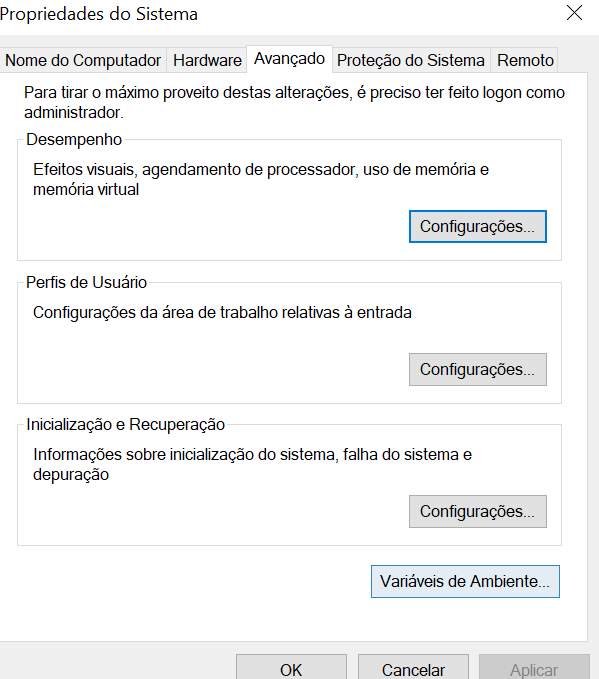 Propriedades do Sistema
Nome do Computador Hardware Avançado Proteção do Sistema Remoto
Para tirar o máximo proveito destas alterações, é preciso ter feito logon como
administrador.
Desempenho
Efeitos visuais, agendamento de processador, uso de memória e
memória virtual
Configurações...
Perfis de Usuário
Configurações da área de trabalho relativas à entrada
Configurações...
Inicialização e Recuperação
Informações sobre inicialização do sistema, falha do sistema e
depuração
Configurações...
Variáveis de Ambiente...
OK Cancelar Aplicar